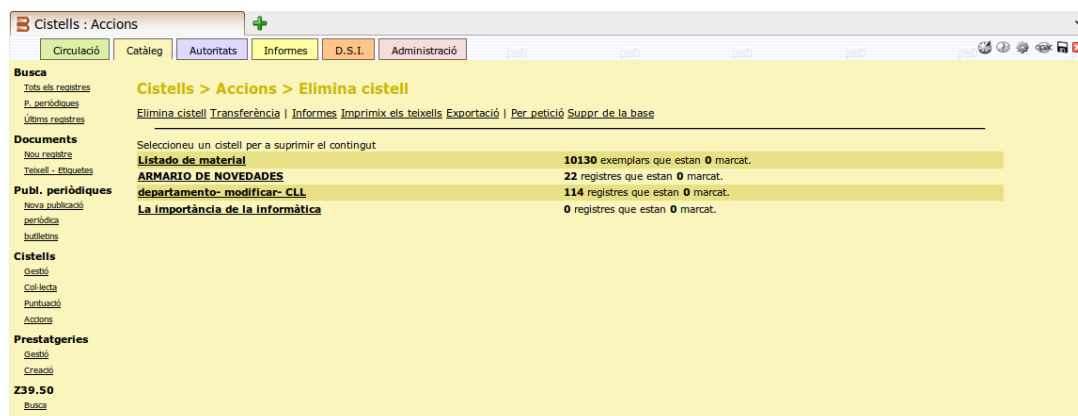 Cistells : Accions
Circulació Catàleg Autoritats Informes D.S.I. Administració
Busca
Tots els registres
P. periòdiques
Últims registres
Documents
Nou registre
Teixell - Etiquetes
Publ. periòdiques
Nova publicació
periòdica
butlletins
Cistells
Gestió
Col·lecta
Puntuació
Accions
Prestatgeries
Gestió
Creació
Z39.50
Busca
Cistells > Accions > Elimina cistell
Elimina cistell Transferència | Informes Imprimix els teixells Exportació | Per petició Suppr de la base
Seleccioneu un cistell per a suprimir el contingut
Listado de material 10130 exemplars que estan 0 marcat.
ARMARIO DE NOVEDADES 22 registres que estan 0 marcat.
departamento- modificar- CLL 114 registres que estan 0 marcat.
La importància de la informàtica 0 registres que estan 0 marcat.